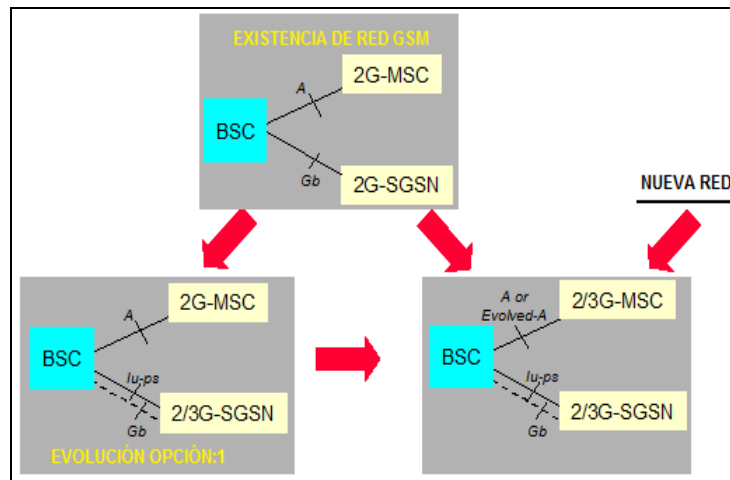 EXISTENCIA DE RED GSM
2G-MSC
A
BSC
Gb
2G-SGSN
NUEVA RED
2G-MSC
A
BSC
Iu-ps
Gb
2/3G-SGSN
EVOLUCIÓN OPCIÓN:1
A or
Evolved-A
2/3G-MSC
BSC
Iu-ps
Gb
2/3G-SGSN